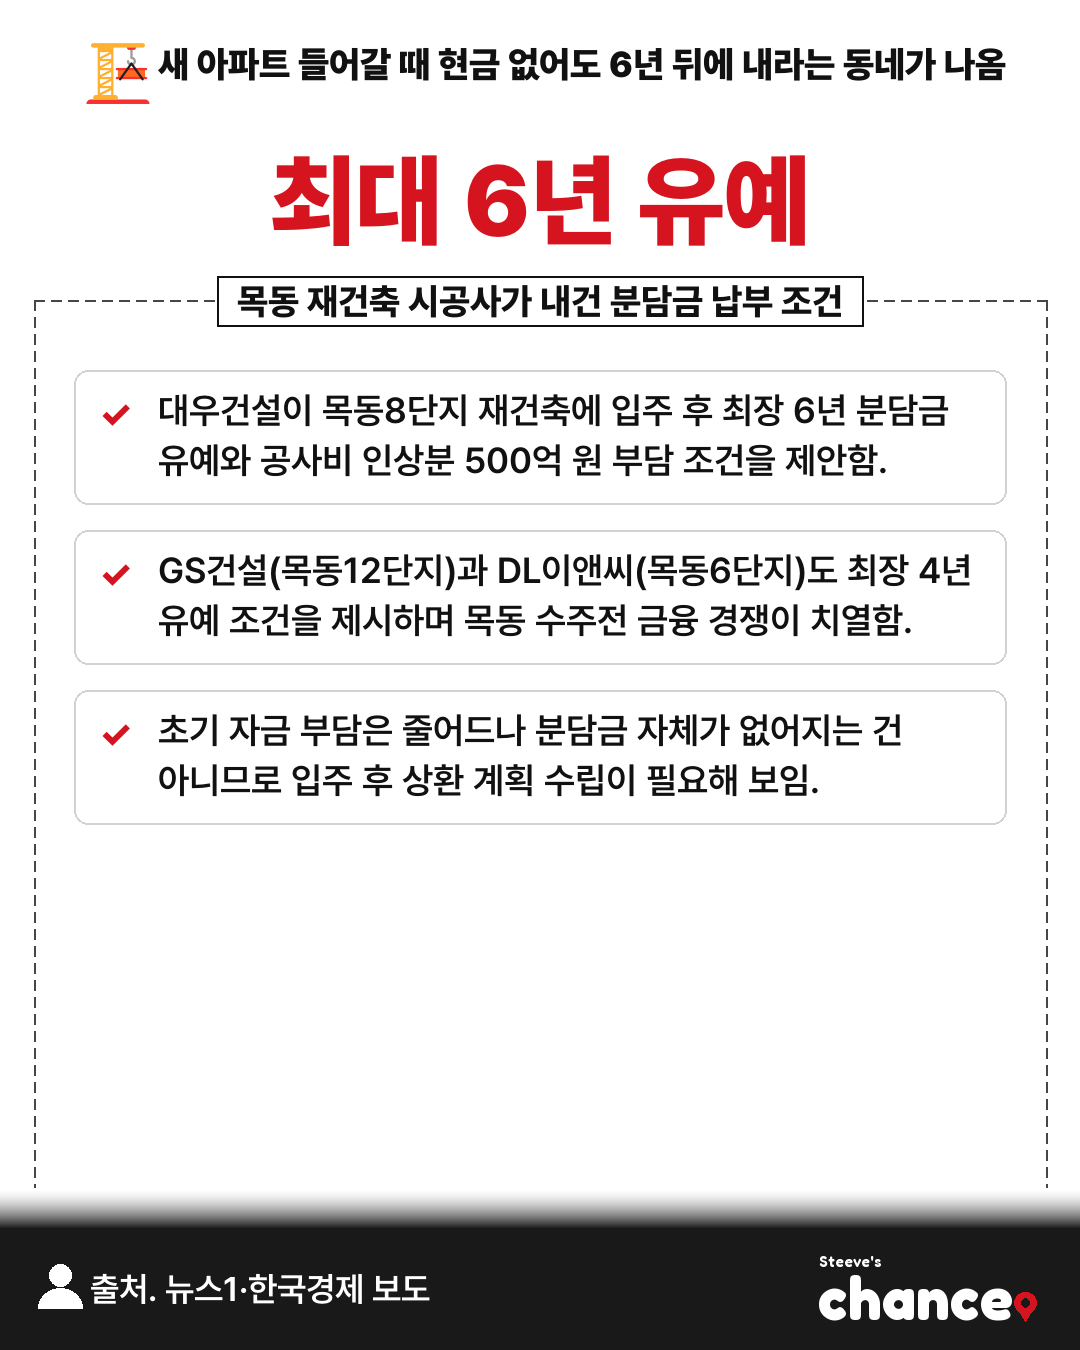 새 아파트 들어갈 때 현금 없어도 6년 뒤에 내라는 동네가 나옴
최대 6년 유예
목동 재건축 시공사가 내건 분담금 납부 조건
대우건설이 목동8단지 재건축에 입주 후 최장 6년 분담금
유예와 공사비 인상분 500억 원 부담 조건을 제안함.
GS건설(목동12단지)과 DL이앤씨(목동6단지)도 최장 4년
유예 조건을 제시하며 목동 수주전 금융 경쟁이 치열함.
초기 자금 부담은 줄어드나 분담금 자체가 없어지는 건
아니므로 입주 후 상환 계획 수립이 필요해 보임.
출처. 뉴스1·한국경제 보도
Steeve's
chance